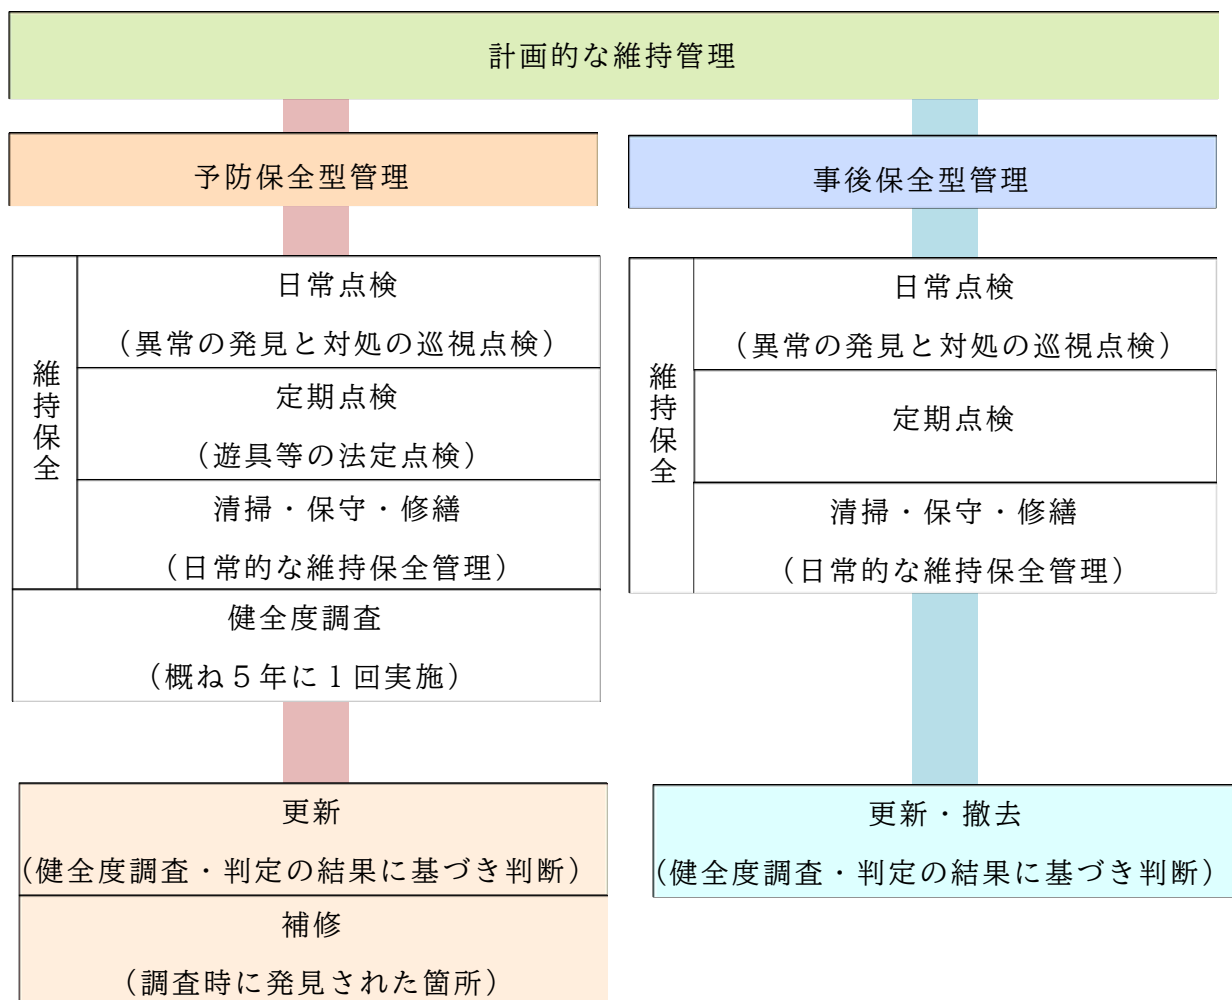 計画的な維持管理
予防保全型管理
維持保全
日常点検
（異常の発見と対処の巡視点検）
定期点検
（遊具等の法定点検）
清掃・保守・修繕
（日常的な維持保全管理）
健全度調査
（概ね５年に１回実施）
更新
（健全度調査・判定の結果に基づき判断）
補修
（調査時に発見された箇所）
事後保全型管理
維持保全
日常点検
（異常の発見と対処の巡視点検）
定期点検
清掃・保守・修繕
（日常的な維持保全管理）
更新・撤去
（健全度調査・判定の結果に基づき判断）